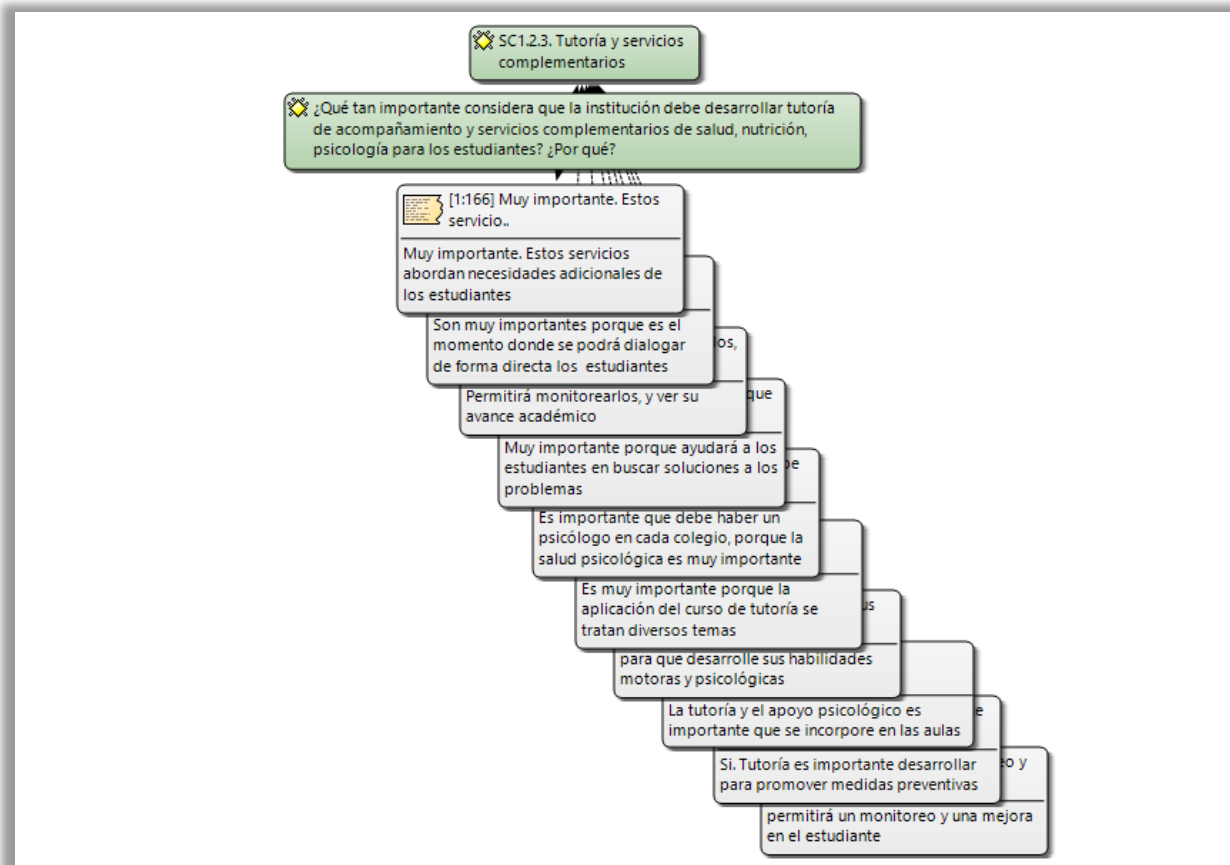 SC1.2.3. Tutoría y servicios
complementarios
¿Qué tan importante considera que la institución debe desarrollar tutoría
de acompañamiento y servicios complementarios de salud, nutrición,
psicología para los estudiantes? ¿Por qué?
[1:166] Muy importante. Estos
servicio..
Muy importante. Estos servicios
abordan necesidades adicionales de
los estudiantes
Son muy importantes porque es el
momento donde se podrá dialogar
de forma directa los estudiantes
Permitirá monitorearlos, y ver su
avance académico
que
Muy importante porque ayudará a los
estudiantes en buscar soluciones a los
problemas
Es importante que debe haber un
psicólogo en cada colegio, porque la
salud psicológica es muy importante
Es muy importante porque la
aplicación del curso de tutoría se
tratan diversos temas
para que desarrolle sus habilidades
motoras y psicológicas
La tutoría y el apoyo psicológico es
importante que se incorpore en las aulas
Si. Tutoría es importante desarrollar
para promover medidas preventivas
y
permitirá un monitoreo y una mejora
en el estudiante